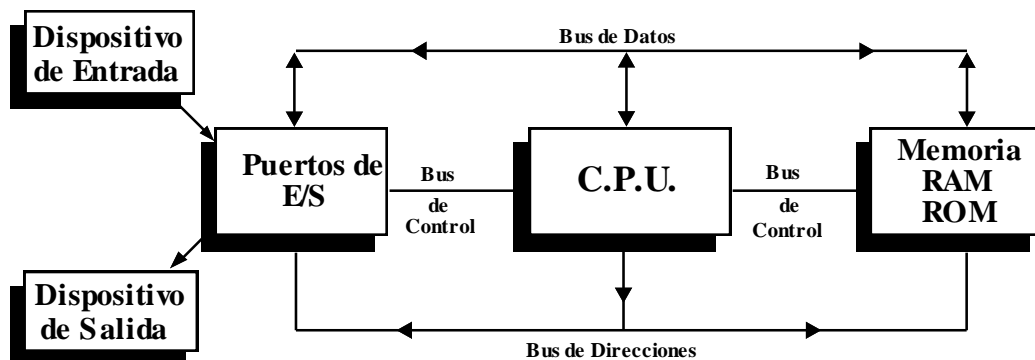 Dispositivo
de Entrada
Bus de Datos
Puertos de
E/S
Bus
de
Control
C.P.U.
Bus
de
Control
Memoria
RAM
ROM
Dispositivo
de Salida
Bus de Direcciones